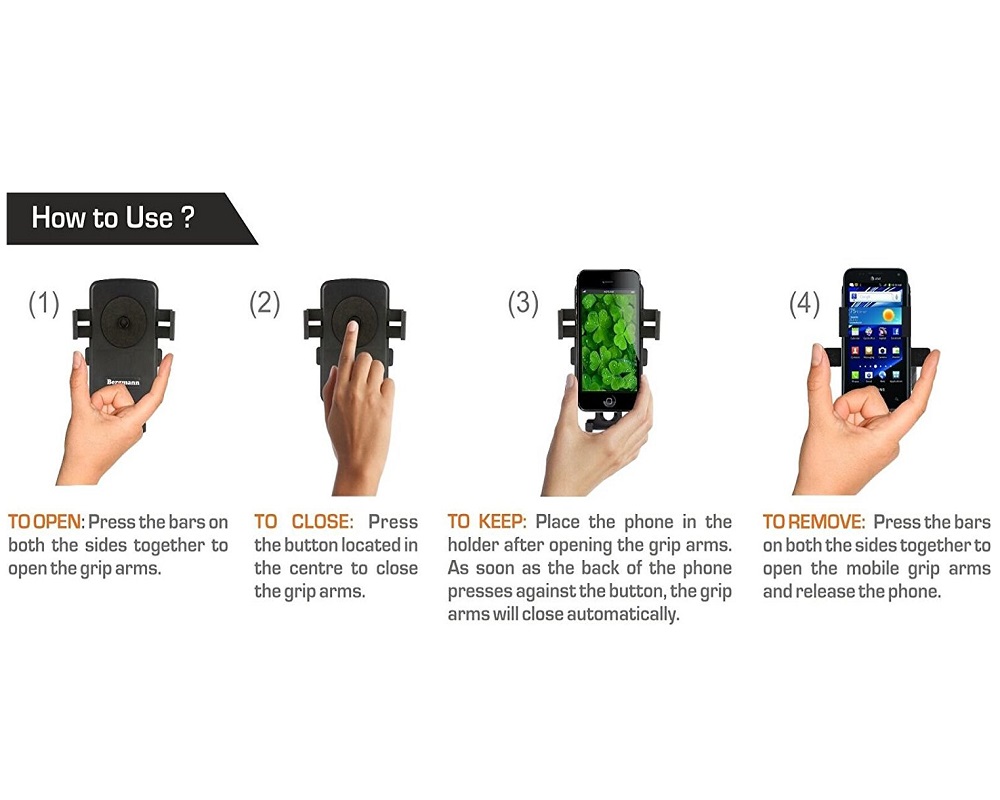 How to Use ?
(1)
(2)
(3)
(4)
Bergmann
TO OPEN: Press the bars on
both the sides together to
open the grip arms.
TO CLOSE: Press
the button located in
the centre to close
the grip arms.
TO KEEP: Place the phone in the
holder after opening the grip arms.
As soon as the back of the phone
presses against the button, the grip
arms will close automatically.
TO REMOVE: Press the bars
on both the sides together to
open the mobile grip arms
and release the phone.